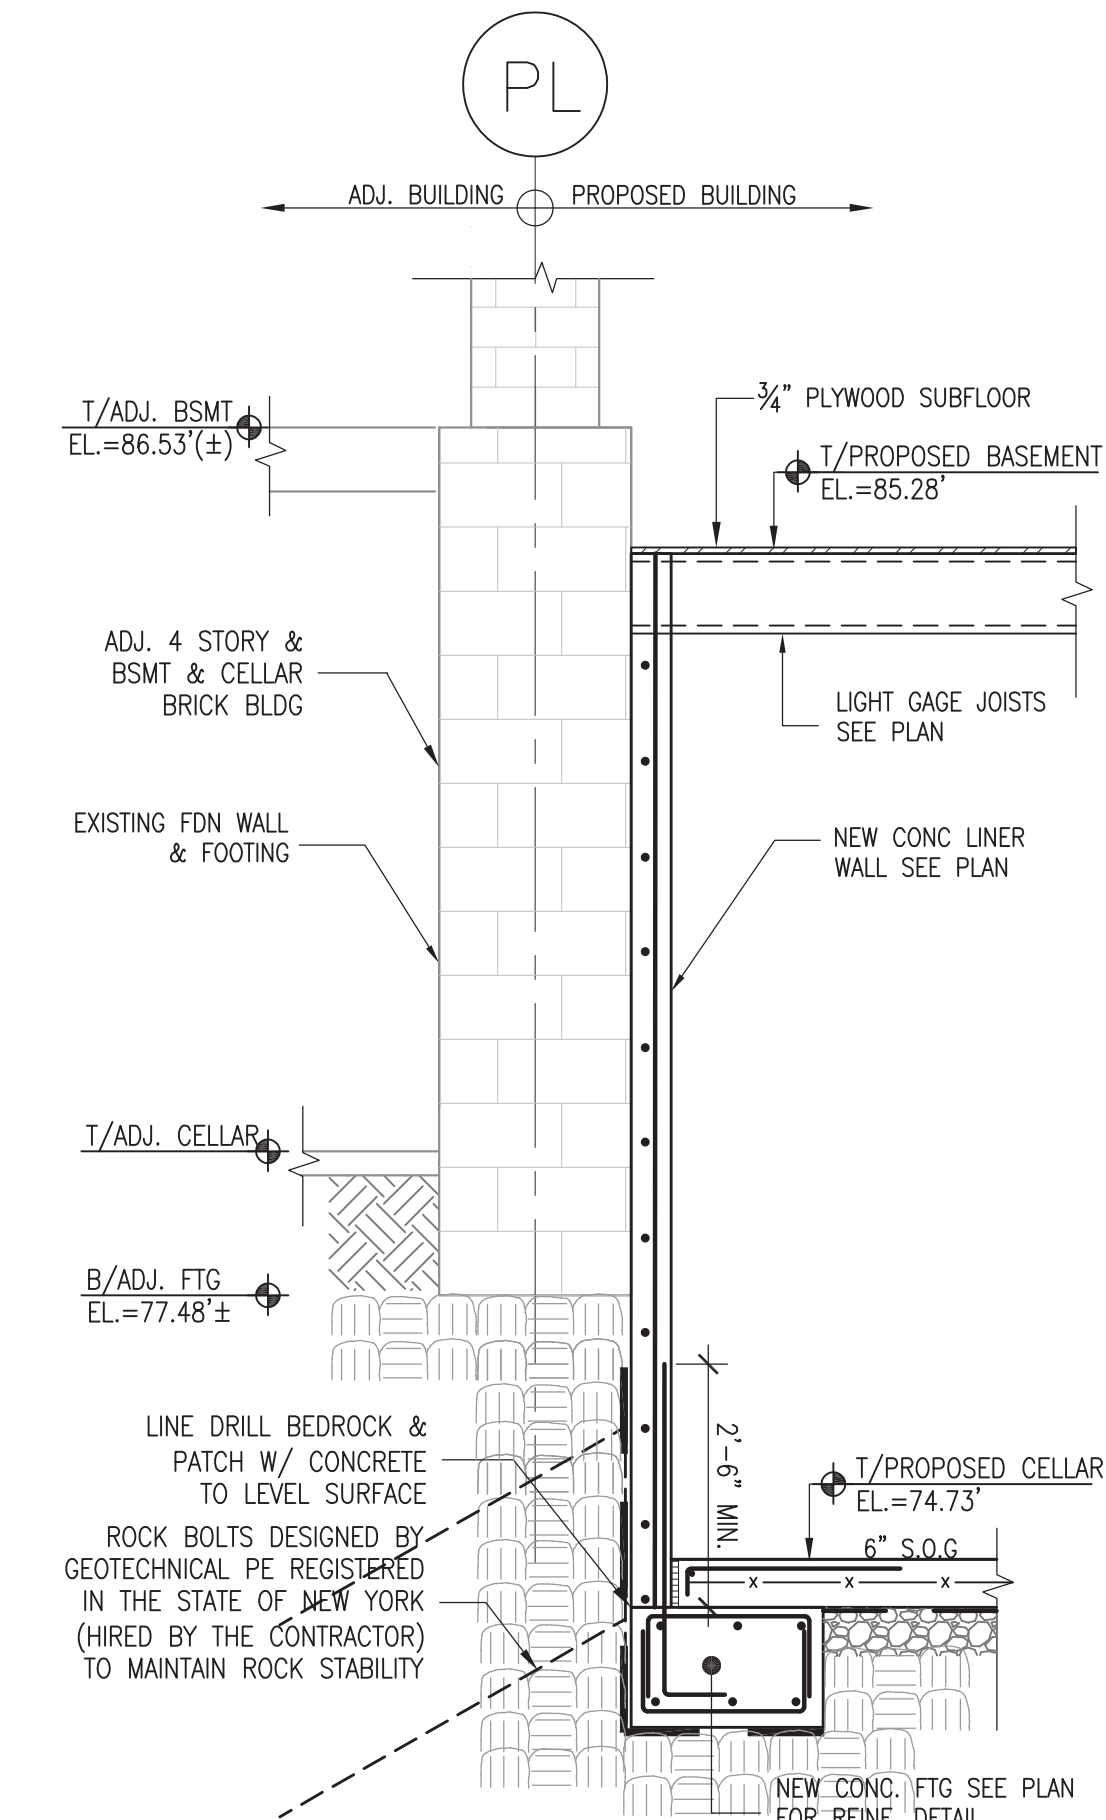 PL
ADJ. BUILDING
PROPOSED BUILDING
T/ADJ. BSMT
EL.=86.53'(±)
3/4" PLYWOOD SUBFLOOR
T/PROPOSED BASEMENT
EL.=85.28'
ADJ. 4 STORY &
BSMT & CELLAR
BRICK BLDG
LIGHT GAGE JOISTS
SEE PLAN
EXISTING FDN WALL
& FOOTING
NEW CONC LINER
WALL SEE PLAN
T/ADJ. CELLAR
B/ADJ. FTG
EL.=77.48'±
LINE DRILL BEDROCK &
PATCH W/ CONCRETE
TO LEVEL SURFACE
2'-6" MIN.
T/PROPOSED CELLAR
EL.=74.73'
6" S.O.G
x x x
ROCK BOLTS DESIGNED BY
GEOTECHNICAL PE REGISTERED
IN THE STATE OF NEW YORK
(HIRED BY THE CONTRACTOR)
TO MAINTAIN ROCK STABILITY
NEW CONC. FTG SEE PLAN
FOR REINF. DETAIL